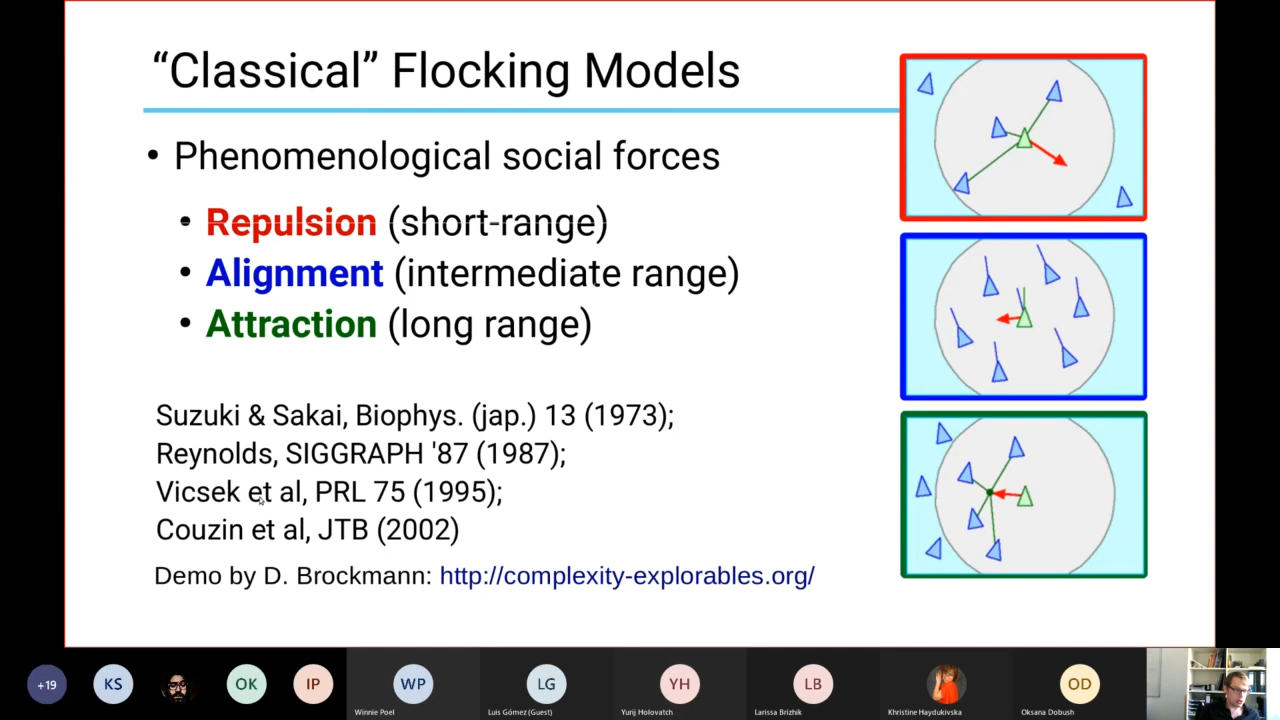 “Classical” Flocking Models
• Phenomenological social forces
• Repulsion (short-range)
• Alignment (intermediate range)
• Attraction (long range)
Suzuki & Sakai, Biophys. (jap.) 13 (1973);
Reynolds, SIGGRAPH '87 (1987);
Vicsek et al, PRL 75 (1995);
Couzin et al, JTB (2002)
Demo by D. Brockmann: http://complexity-explorables.org/
+19
KS
OK
IP
WP
LG
YH
LB
OD
Winnie Poel
Luis Gómez (Guest)
Yurij Holovatch
Larissa Brizhik
Khristine Haydukivska
Oksana Dobush